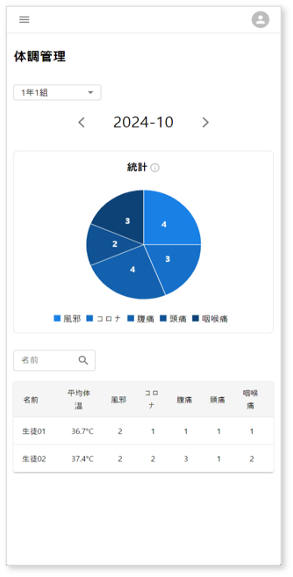 体調管理
1年1組
2024-10
統計
4
3
2
4
3
風邪 コロナ 腹痛 頭痛 咽喉痛
名前
名前 平均体温 風邪 コロナ 腹痛 頭痛 咽喉痛
生徒01 36.7°C 2 1 1 1 1
生徒02 37.4°C 2 2 3 1 2